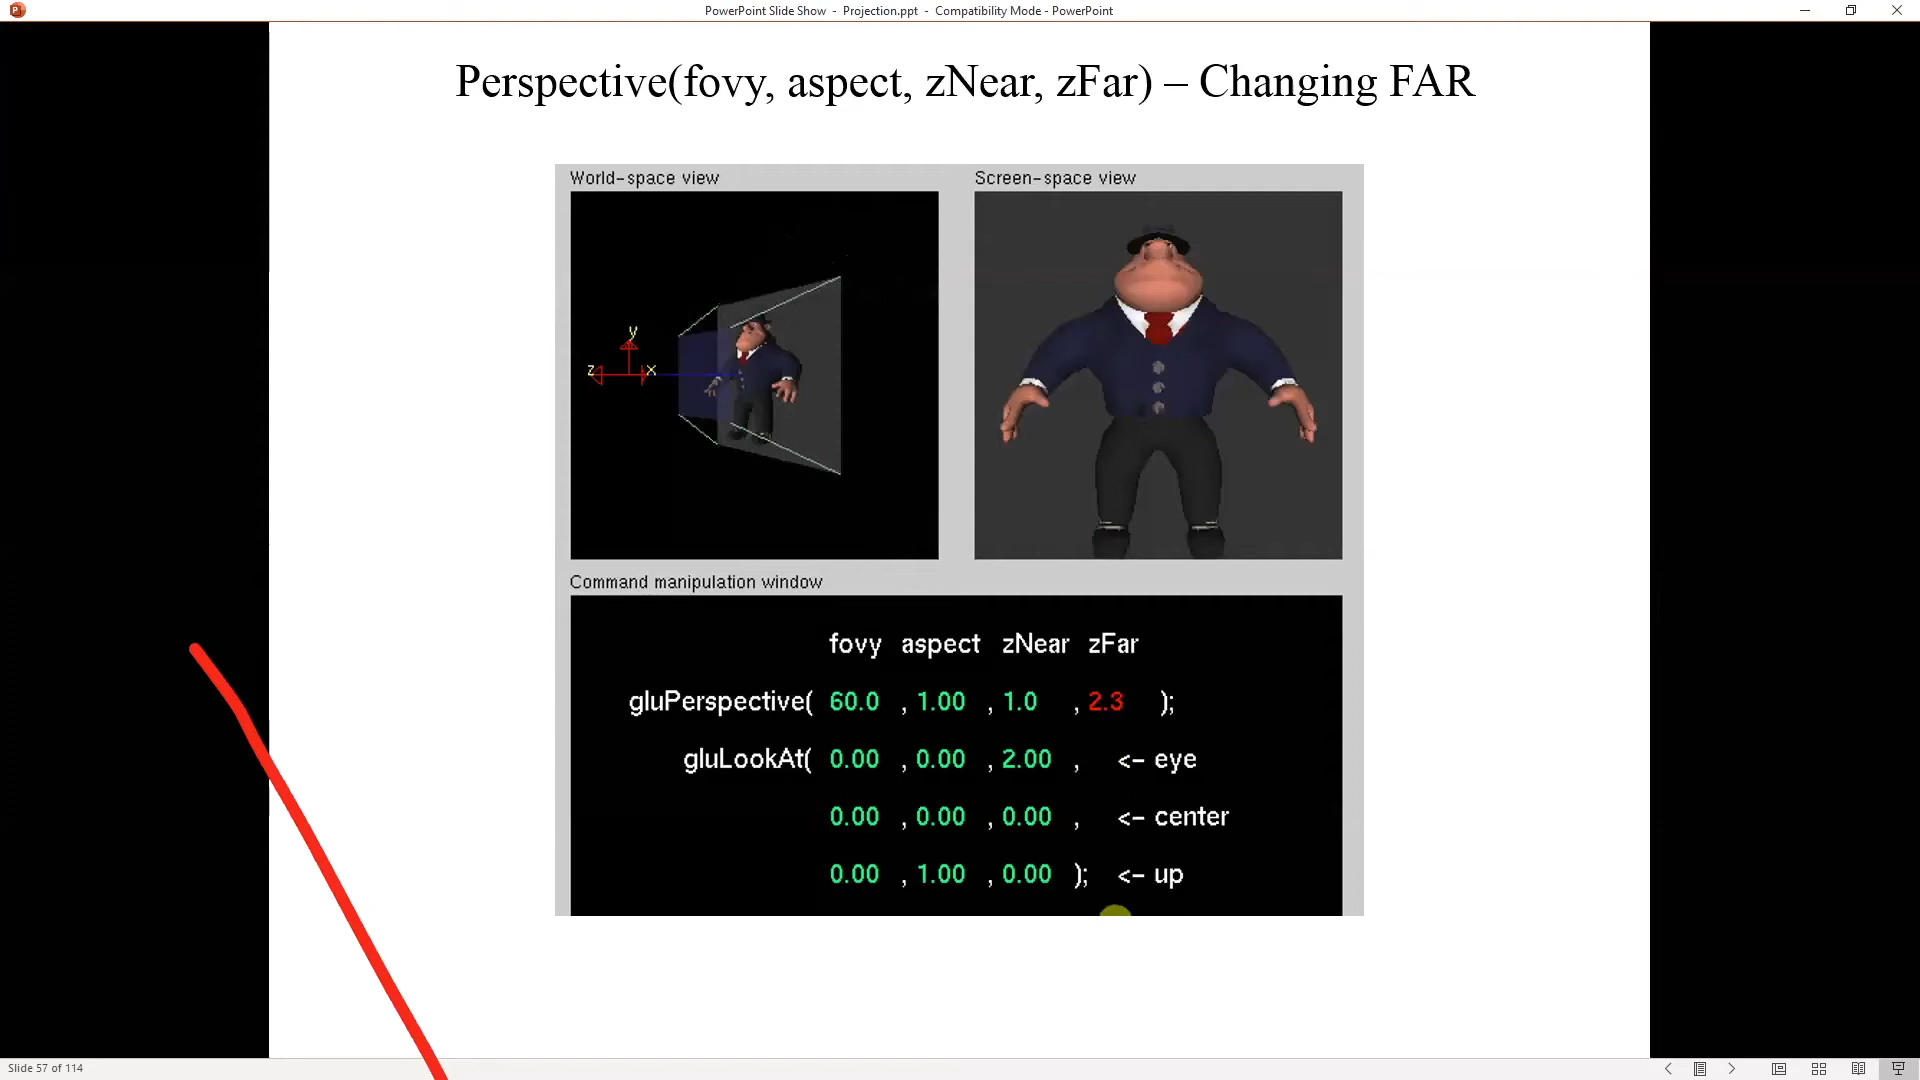 PowerPoint Slide Show - Projection.ppt - Compatibility Mode - PowerPoint
Perspective(fovy, aspect, zNear, zFar) – Changing FAR
World-space view
Screen-space view
y
z
x
Command manipulation window
fovy aspect zNear zFar
gluPerspective( 60.0 , 1.00 , 1.0 , 2.3 );
gluLookAt( 0.00 , 0.00 , 2.00 , <- eye
0.00 , 0.00 , 0.00 , <- center
0.00 , 1.00 , 0.00 ); <- up
Slide 57 of 114